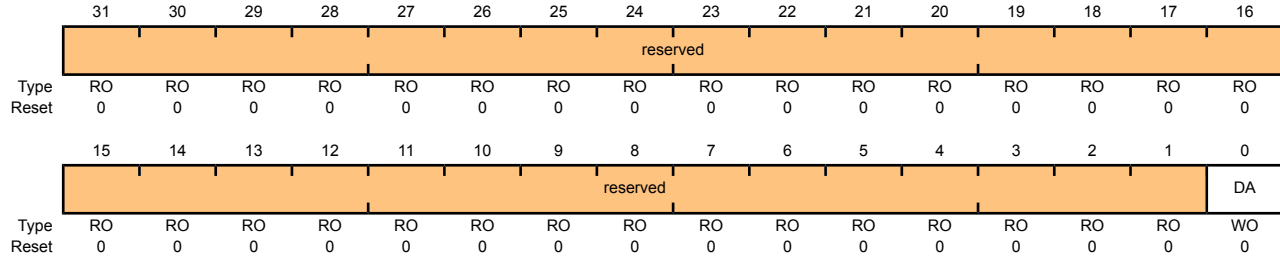 31 30 29 28 27 26 25 24 23 22 21 20 19 18 17 16
reserved
Type RO RO RO RO RO RO RO RO RO RO RO RO RO RO RO RO
Reset 0 0 0 0 0 0 0 0 0 0 0 0 0 0 0 0
15 14 13 12 11 10 9 8 7 6 5 4 3 2 1 0
reserved DA
Type RO RO RO RO RO RO RO RO RO RO RO RO RO RO RO WO
Reset 0 0 0 0 0 0 0 0 0 0 0 0 0 0 0 0